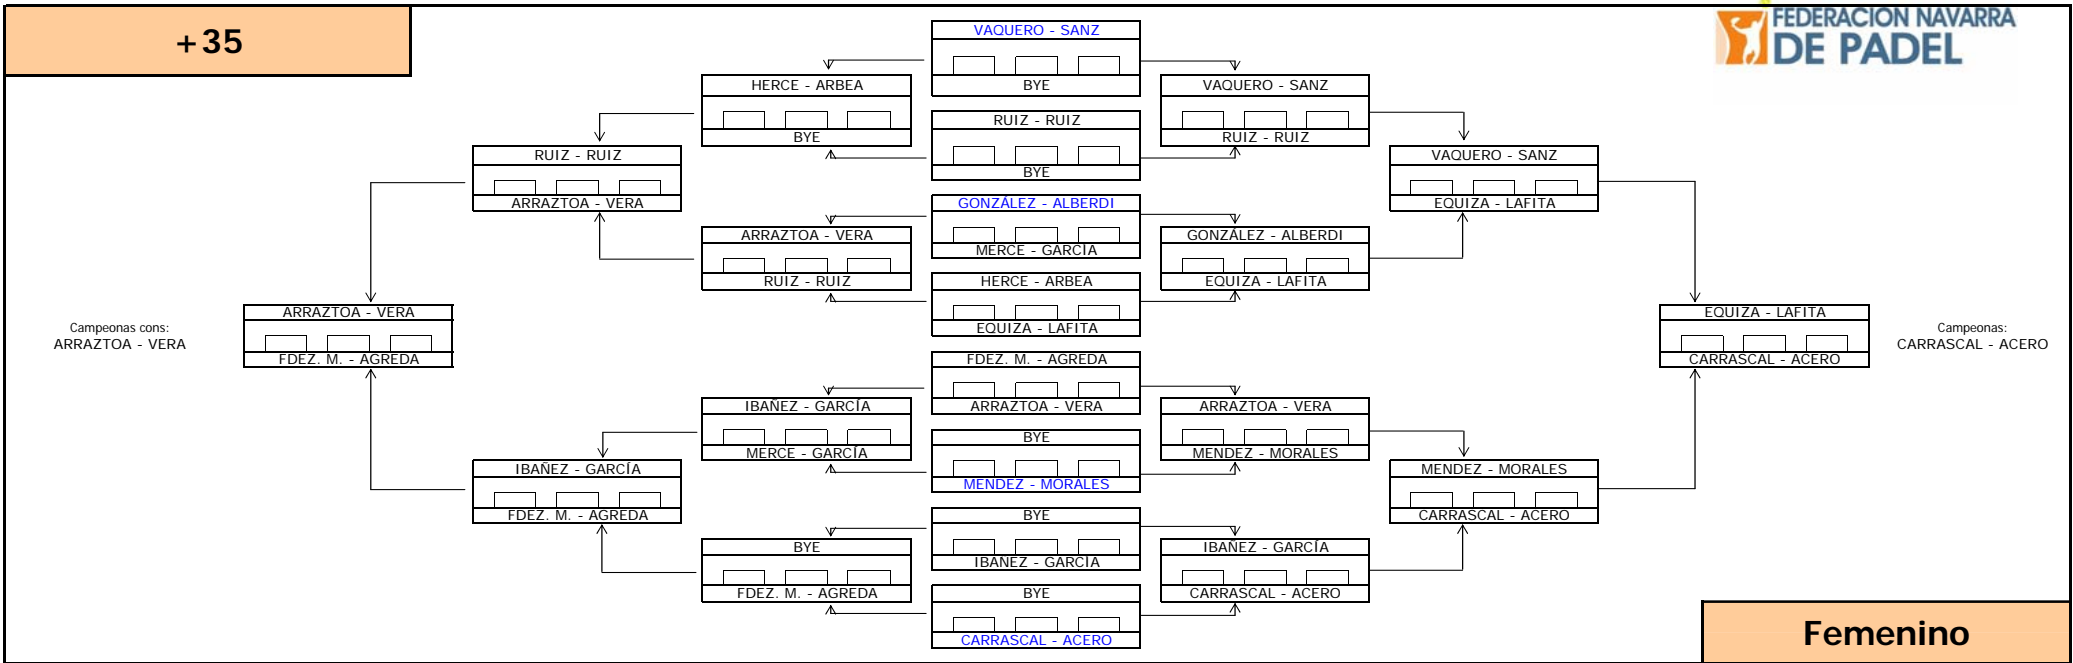 +35
FEDERACION NAVARRA
DE PADEL
VAQUERO - SANZ
BYE
RUIZ - RUIZ
BYE
GONZÁLEZ - ALBERDI
MERCE - GARCÍA
HERCE - ARBEA
EQUIZA - LAFITA
FDEZ. M. - AGREDA
ARRAZTOA - VERA
BYE
MENDEZ - MORALES
BYE
IBAÑEZ - GARCÍA
BYE
CARRASCAL - ACERO
HERCE - ARBEA
BYE
ARRAZTOA - VERA
RUIZ - RUIZ
IBAÑEZ - GARCÍA
MERCE - GARCÍA
BYE
FDEZ. M. - AGREDA
RUIZ - RUIZ
ARRAZTOA - VERA
IBAÑEZ - GARCÍA
FDEZ. M. - AGREDA
ARRAZTOA - VERA
FDEZ. M. - AGREDA
Campeonas cons:
ARRAZTOA - VERA
VAQUERO - SANZ
RUIZ - RUIZ
GONZÁLEZ - ALBERDI
EQUIZA - LAFITA
ARRAZTOA - VERA
MENDEZ - MORALES
IBAÑEZ - GARCÍA
CARRASCAL - ACERO
VAQUERO - SANZ
EQUIZA - LAFITA
MENDEZ - MORALES
CARRASCAL - ACERO
EQUIZA - LAFITA
CARRASCAL - ACERO
Campeonas:
CARRASCAL - ACERO
Femenino